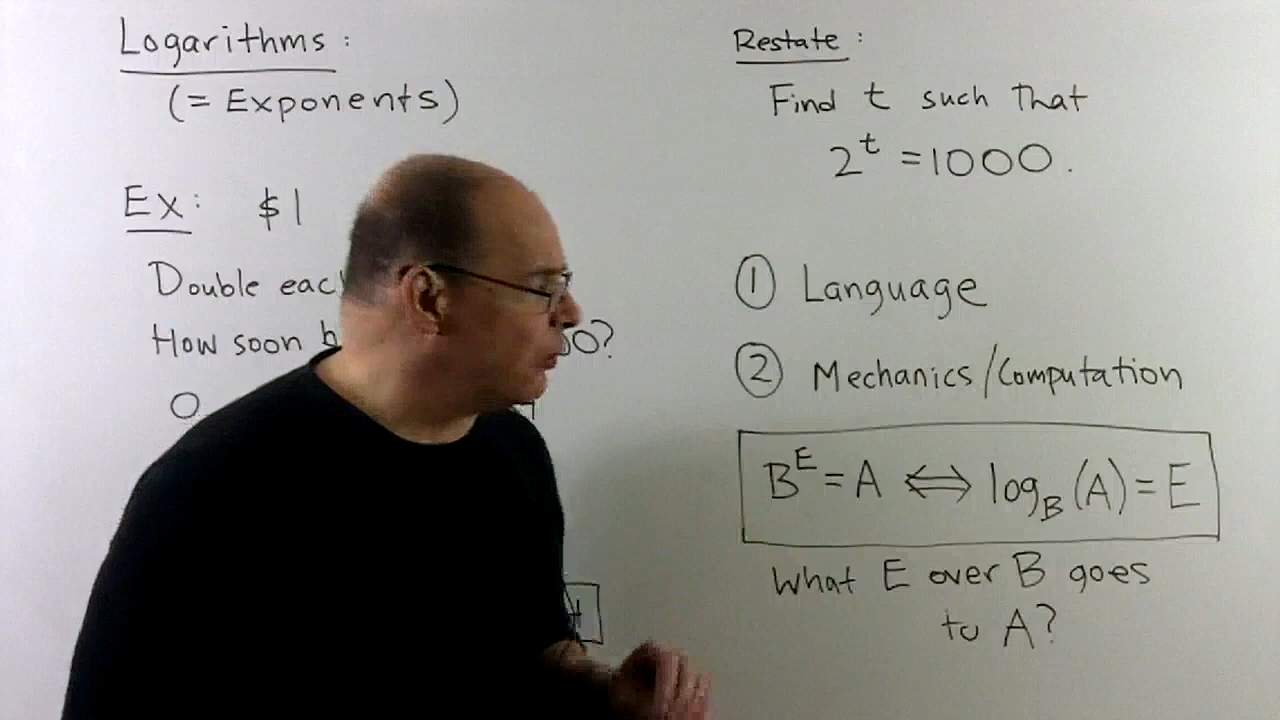 Logarithms:
(= Exponents)
Ex: $1
Double
How soon
0
Restate:
Find t such that
2^t = 1000.
① Language
② Mechanics/Computation
B^E = A ⟺ log_B(A) = E
What E over B goes
to A?